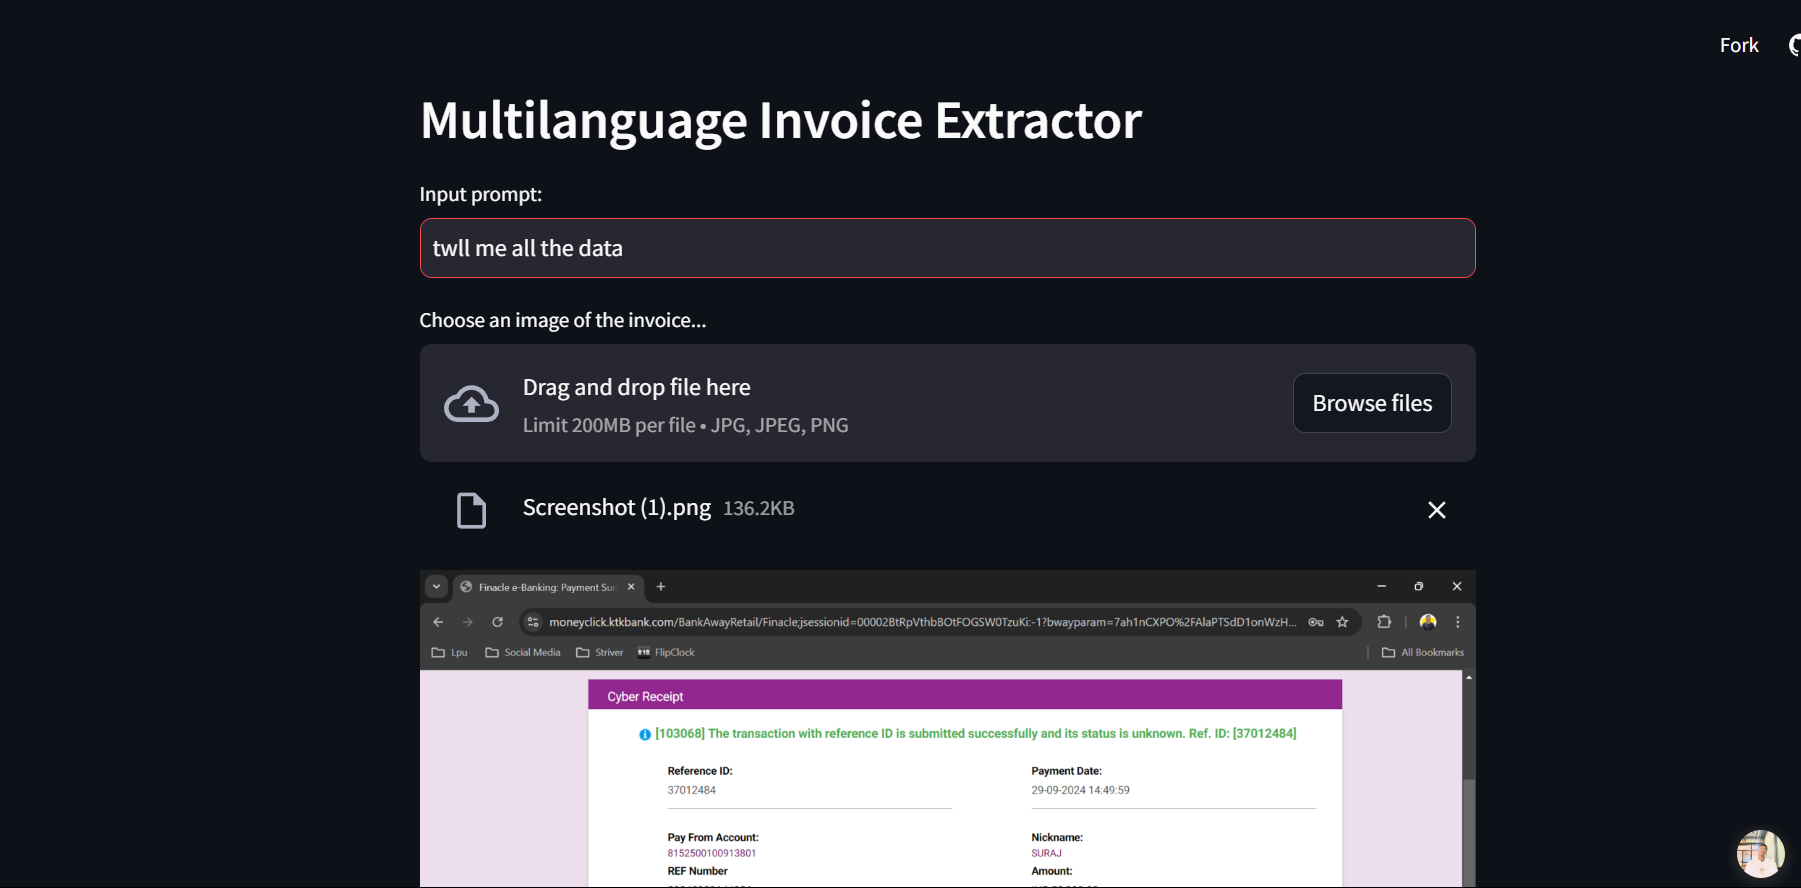 Fork
Multilanguage Invoice Extractor
Input prompt:
twll me all the data
Choose an image of the invoice...
Drag and drop file here
Limit 200MB per file • JPG, JPEG, PNG
Browse files
Screenshot (1).png 136.2KB
Finacle e-Banking: Payment
moneyclick.ktkbank.com/BankAwayRetail/Finacle;jsessionid=00002BtRpVthbBOtFOGSW0TzuKi:-1?bwayparam=7ah1nCXPO%2FAlaPTSdD1onWzH...
Lpu Social Media Striver FlipClock All Bookmarks
Cyber Receipt
[103068] The transaction with reference ID is submitted successfully and its status is unknown. Ref. ID: [37012484]
Reference ID: Payment Date:
37012484 29-09-2024 14:49:59
Pay From Account: Nickname:
8152500100913801 SURAJ
REF Number Amount: